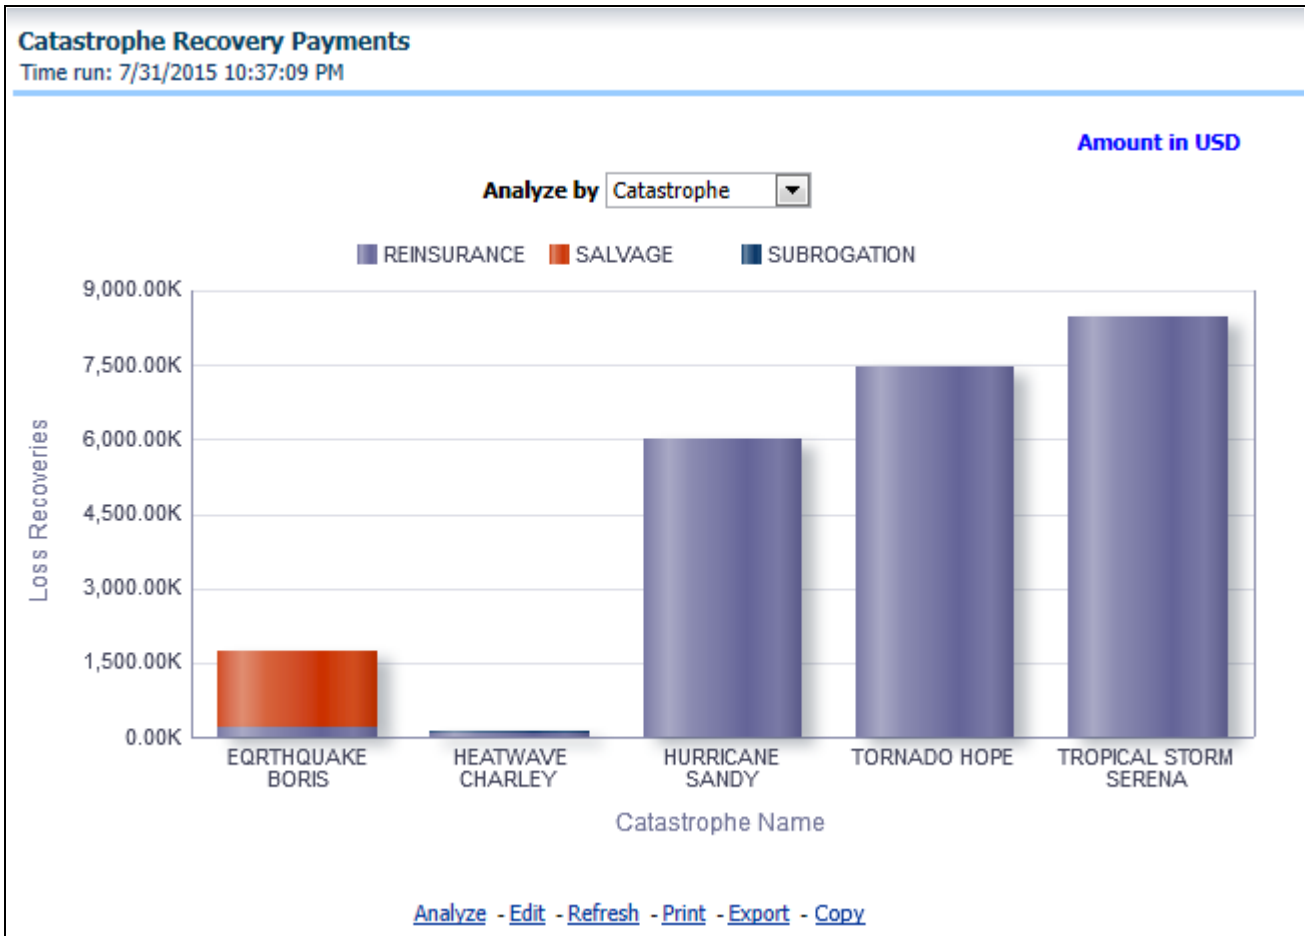 Catastrophe Recovery Payments
Time run: 7/31/2015 10:37:09 PM
Amount in USD
Analyze by Catastrophe
REINSURANCE SALVAGE SUBROGATION
9,000.00K
7,500.00K
6,000.00K
4,500.00K
3,000.00K
1,500.00K
0.00K
Loss Recoveries
EQRTHQUAKE BORIS
HEATWAVE CHARLEY
HURRICANE SANDY
TORNADO HOPE
TROPICAL STORM SERENA
Catastrophe Name
Analyze - Edit - Refresh - Print - Export - Copy